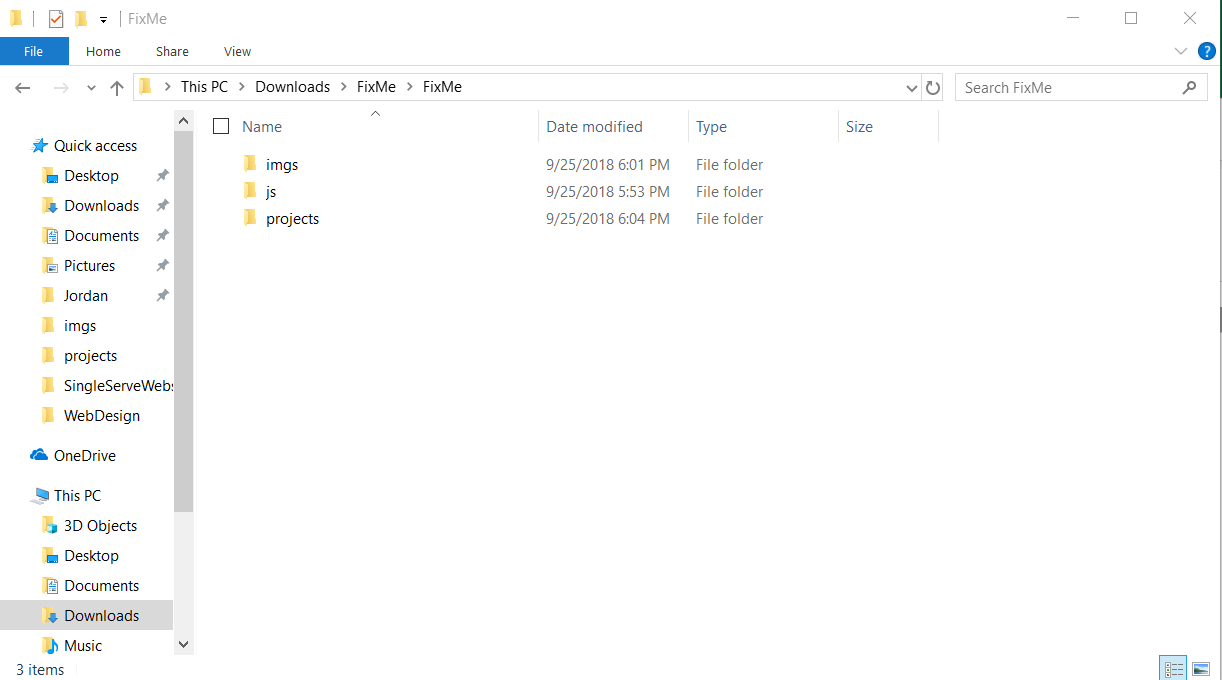 FixMe
File Home Share View
This PC Downloads FixMe FixMe Search FixMe
Name Date modified Type Size
imgs 9/25/2018 6:01 PM File folder
js 9/25/2018 5:53 PM File folder
projects 9/25/2018 6:04 PM File folder
Quick access
Desktop
Downloads
Documents
Pictures
Jordan
imgs
projects
SingleServeWebs
WebDesign
OneDrive
This PC
3D Objects
Desktop
Documents
Downloads
Music
3 items